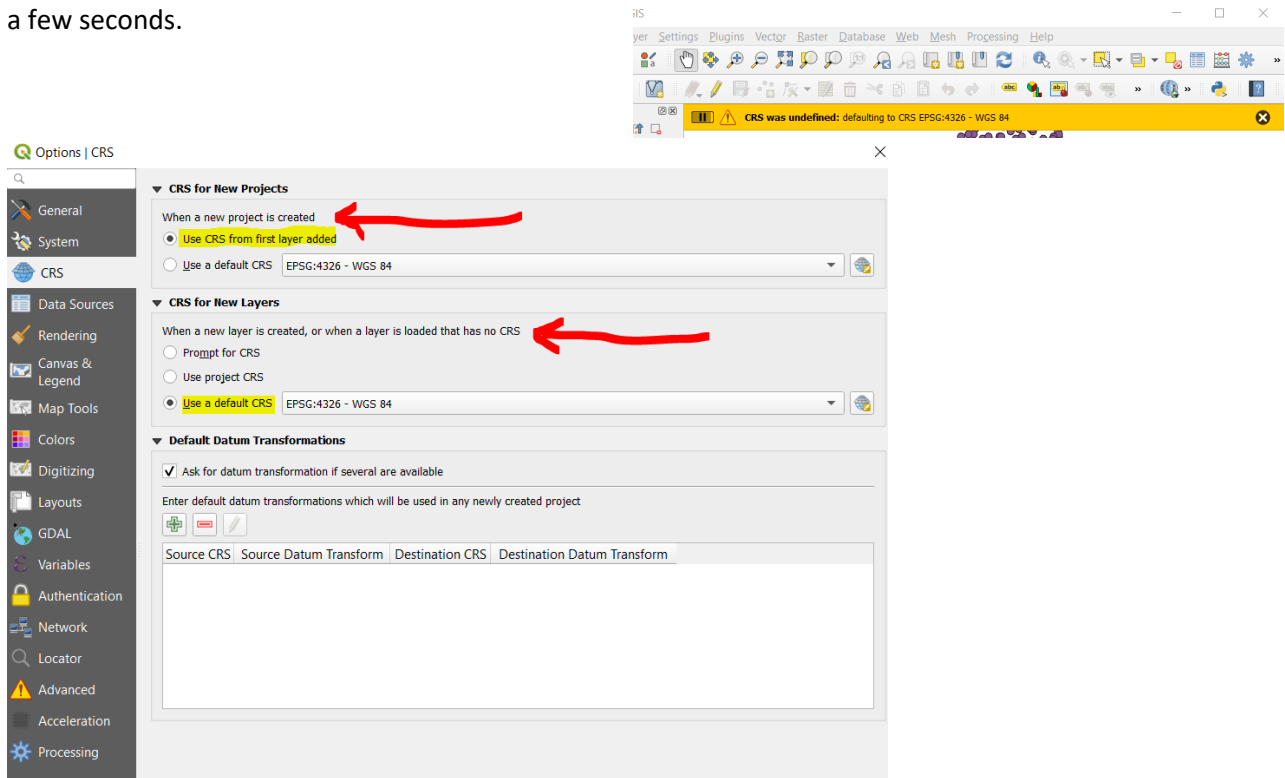 a few seconds.
GIS
yer Settings Plugins Vector Raster Database Web Mesh Processing Help
abc ab »
CRS was undefined: defaulting to CRS EPSG:4326 - WGS 84
Options | CRS
General
System
CRS
Data Sources
Rendering
Canvas &
Legend
Map Tools
Colors
Digitizing
Layouts
GDAL
Variables
Authentication
Network
Locator
Advanced
Acceleration
Processing
CRS for New Projects
When a new project is created
Use CRS from first layer added
Use a default CRS EPSG:4326 - WGS 84
CRS for New Layers
When a new layer is created, or when a layer is loaded that has no CRS
Prompt for CRS
Use project CRS
Use a default CRS EPSG:4326 - WGS 84
Default Datum Transformations
Ask for datum transformation if several are available
Enter default datum transformations which will be used in any newly created project
Source CRS Source Datum Transform Destination CRS Destination Datum Transform